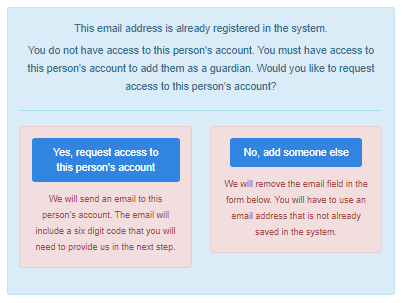 This email address is already registered in the system.
You do not have access to this person's account. You must have access to
this person's account to add them as a guardian. Would you like to request
access to this person's account?
Yes, request access to
this person's account
We will send an email to this
person's account. The email will
include a six digit code that you will
need to provide us in the next step.
No, add someone else
We will remove the email field in the
form below. You will have to use an
email address that is not already
saved in the system.